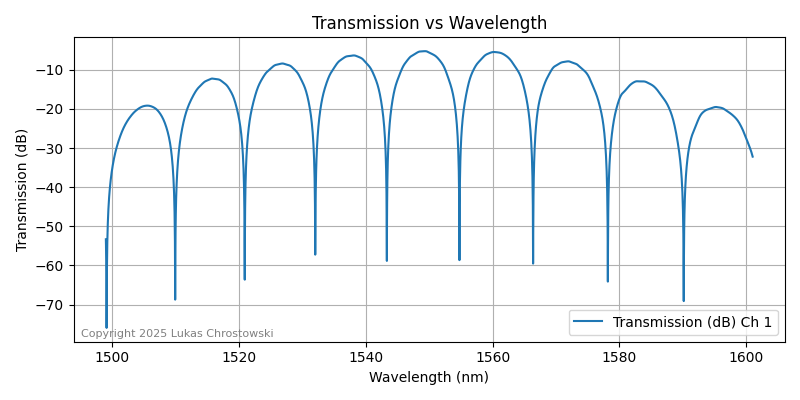 Transmission vs Wavelength
Transmission (dB)
−10
−20
−30
−40
−50
−60
−70
Copyright 2025 Lukas Chrostowski
Transmission (dB) Ch 1
1500 1520 1540 1560 1580 1600
Wavelength (nm)